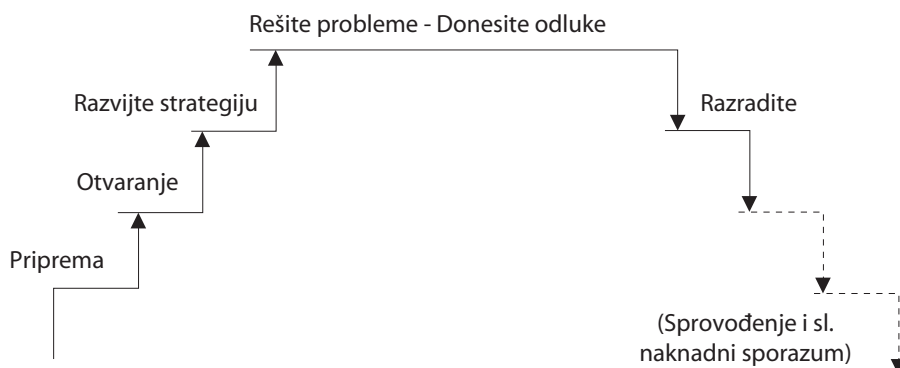 Rešite probleme - Donesite odluke
Razvijte strategiju
Razradite
Otvaranje
Priprema
(Sprovođenje i sl.
naknadni sporazum)